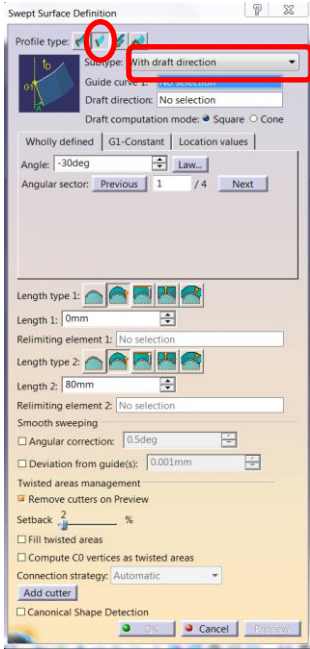 Swept Surface Definition
Profile type:
Subtype: With draft direction
Guide curve 1: No selection
Draft direction: No selection
Draft computation mode: Square Cone
Wholly defined G1-Constant Location values
Angle: -30deg Law...
Angular sector: Previous 1 / 4 Next
Length type 1:
Length 1: 0mm
Relimiting element 1: No selection
Length type 2:
Length 2: 80mm
Relimiting element 2: No selection
Smooth sweeping
Angular correction: 0.5deg
Deviation from guide(s): 0.001mm
Twisted areas management
Remove cutters on Preview
Setback 2 %
Fill twisted areas
Compute C0 vertices as twisted areas
Connection strategy: Automatic
Add cutter
Canonical Shape Detection
OK Cancel Preview